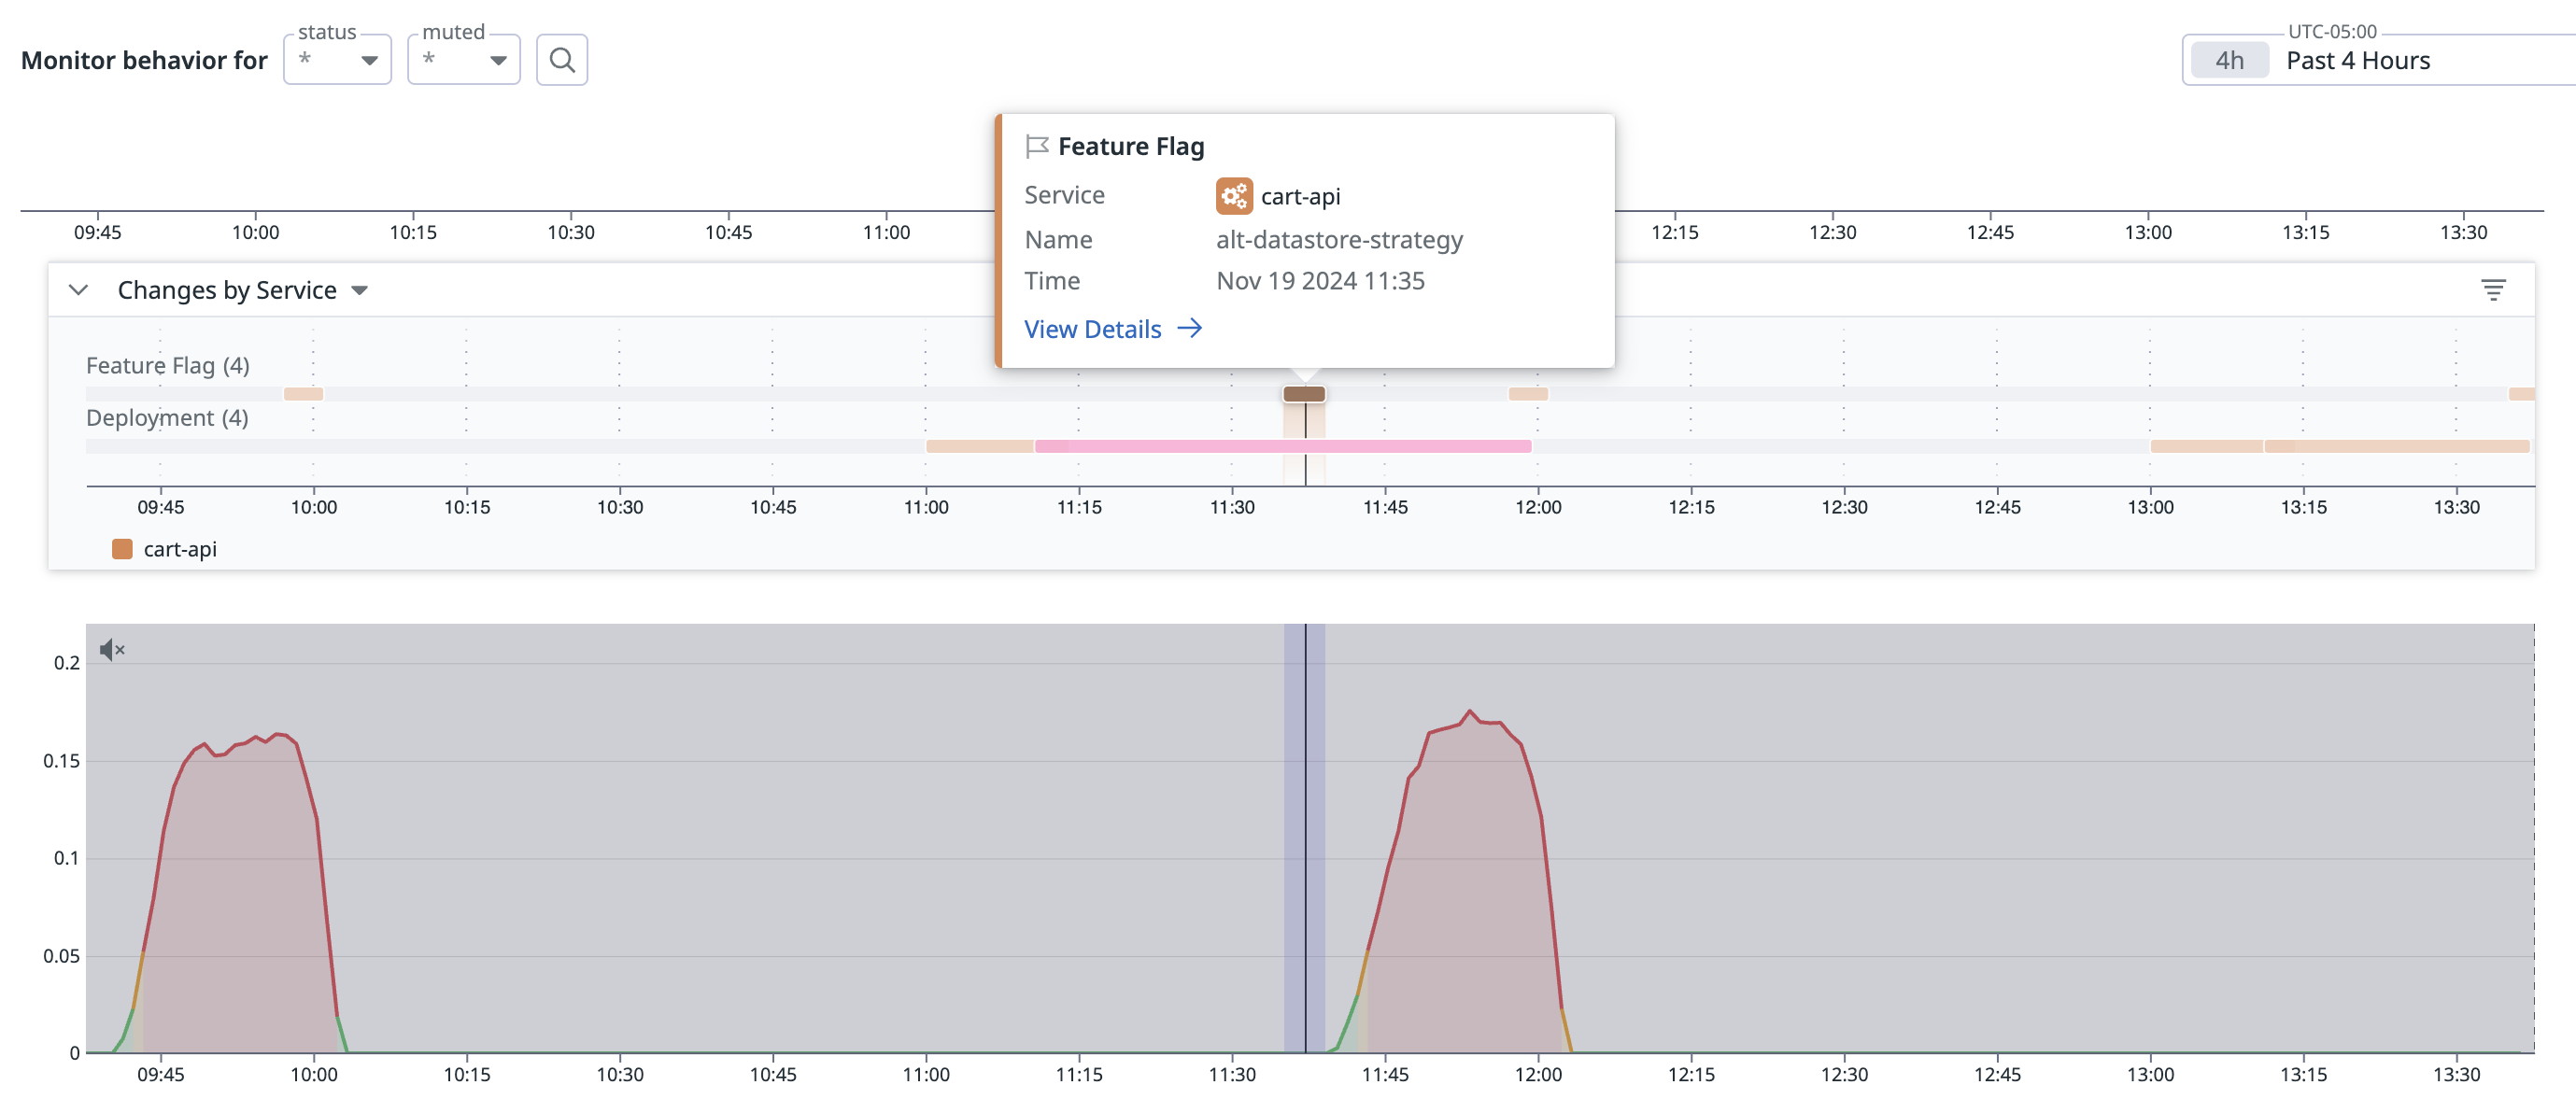 status muted UTC-05:00
Monitor behavior for * * 4h Past 4 Hours
Feature Flag
Service cart-api
Name alt-datastore-strategy
Time Nov 19 2024 11:35
View Details
09:45 10:00 10:15 10:30 10:45 11:00 12:15 12:30 12:45 13:00 13:15 13:30
Changes by Service
Feature Flag (4)
Deployment (4)
09:45 10:00 10:15 10:30 10:45 11:00 11:15 11:30 11:45 12:00 12:15 12:30 12:45 13:00 13:15 13:30
cart-api
0.2
0.15
0.1
0.05
0
09:45 10:00 10:15 10:30 10:45 11:00 11:15 11:30 11:45 12:00 12:15 12:30 12:45 13:00 13:15 13:30